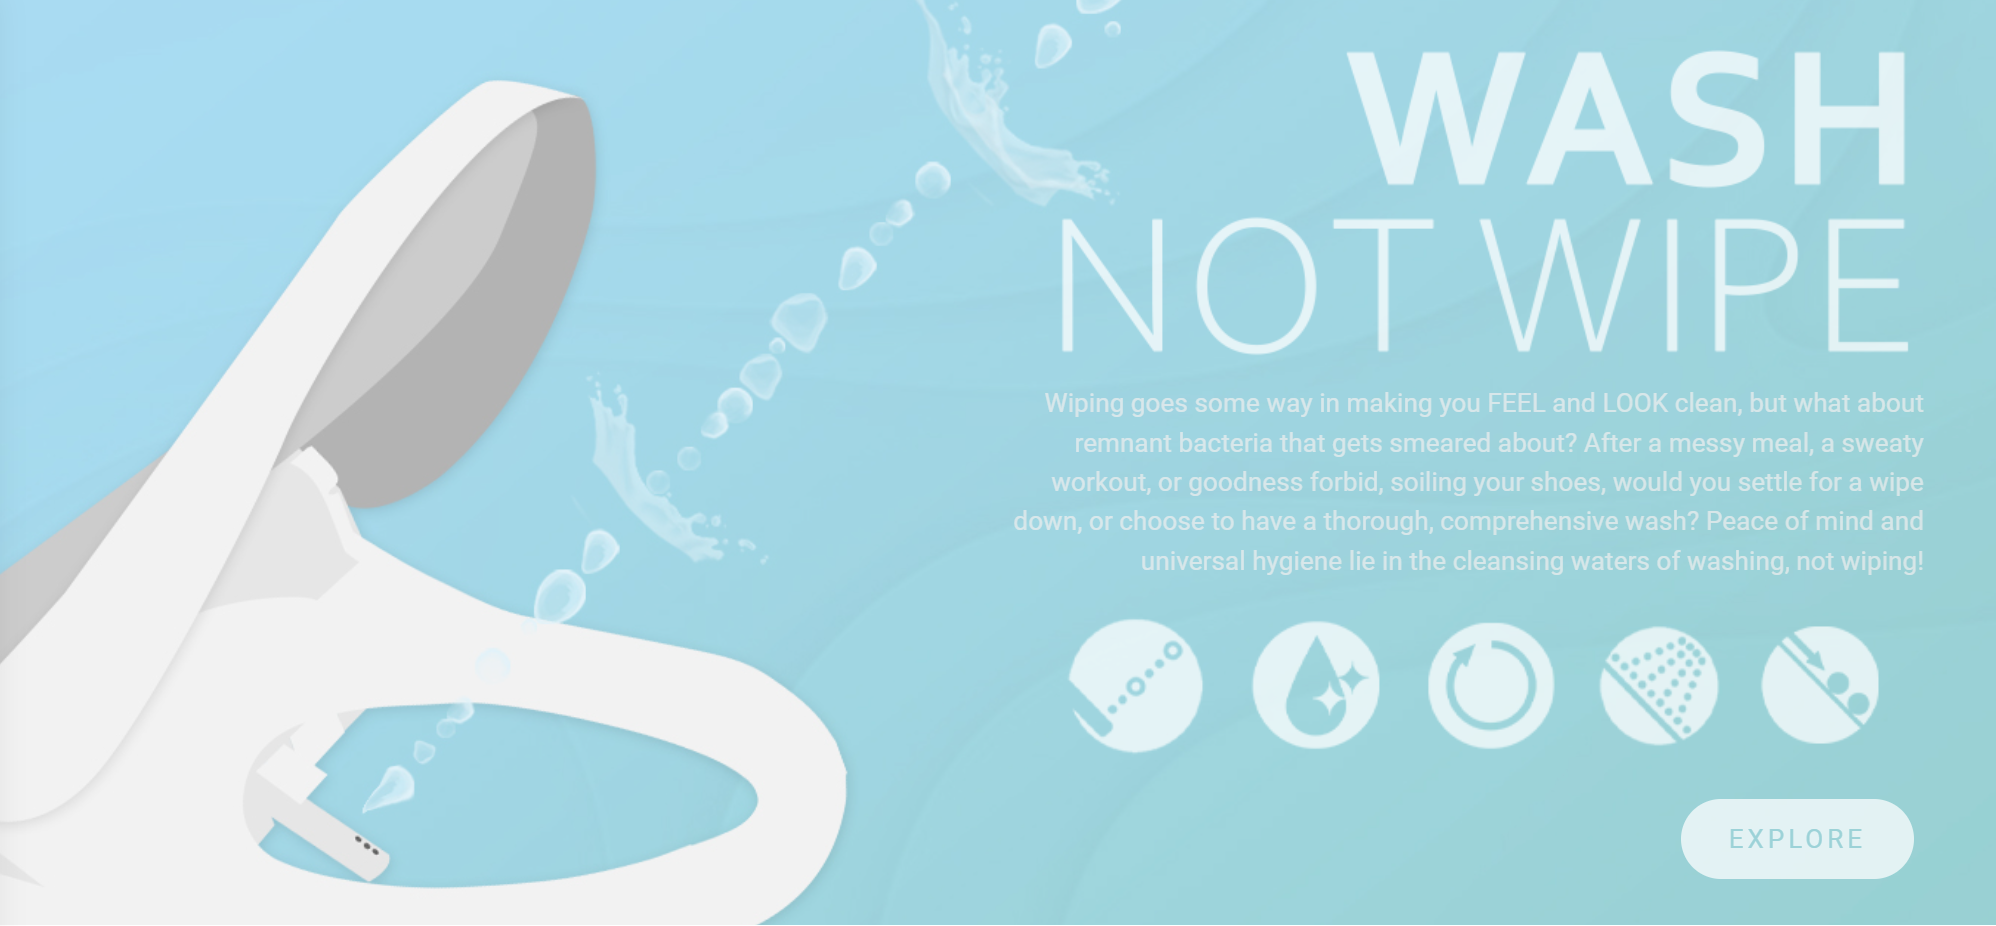 WASH
NOT WIPE
Wiping goes some way in making you FEEL and LOOK clean, but what about
remnant bacteria that gets smeared about? After a messy meal, a sweaty
workout, or goodness forbid, soiling your shoes, would you settle for a wipe
down, or choose to have a thorough, comprehensive wash? Peace of mind and
universal hygiene lie in the cleansing waters of washing, not wiping!
EXPLORE